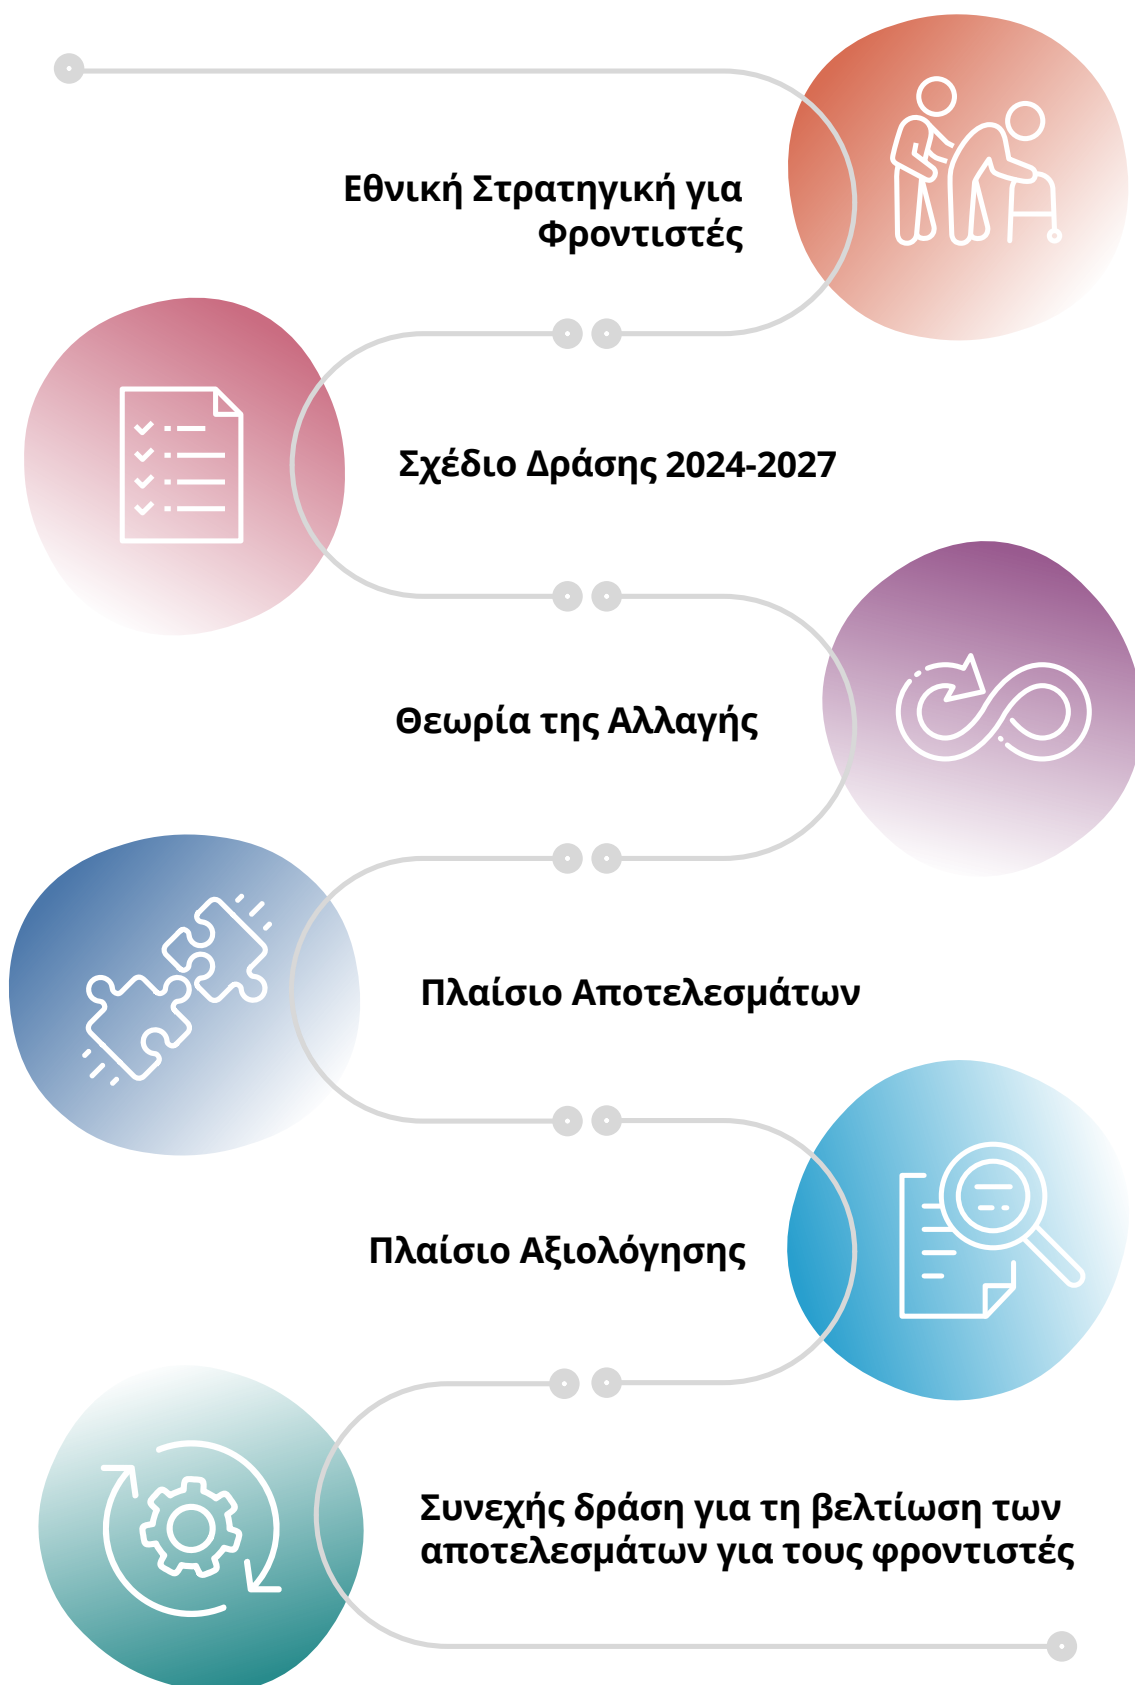 Εθνική Στρατηγική για
Φροντιστές
Σχέδιο Δράσης 2024-2027
Θεωρία της Αλλαγής
Πλαίσιο Αποτελεσμάτων
Πλαίσιο Αξιολόγησης
Συνεχής δράση για τη βελτίωση των
αποτελεσμάτων για τους φροντιστές